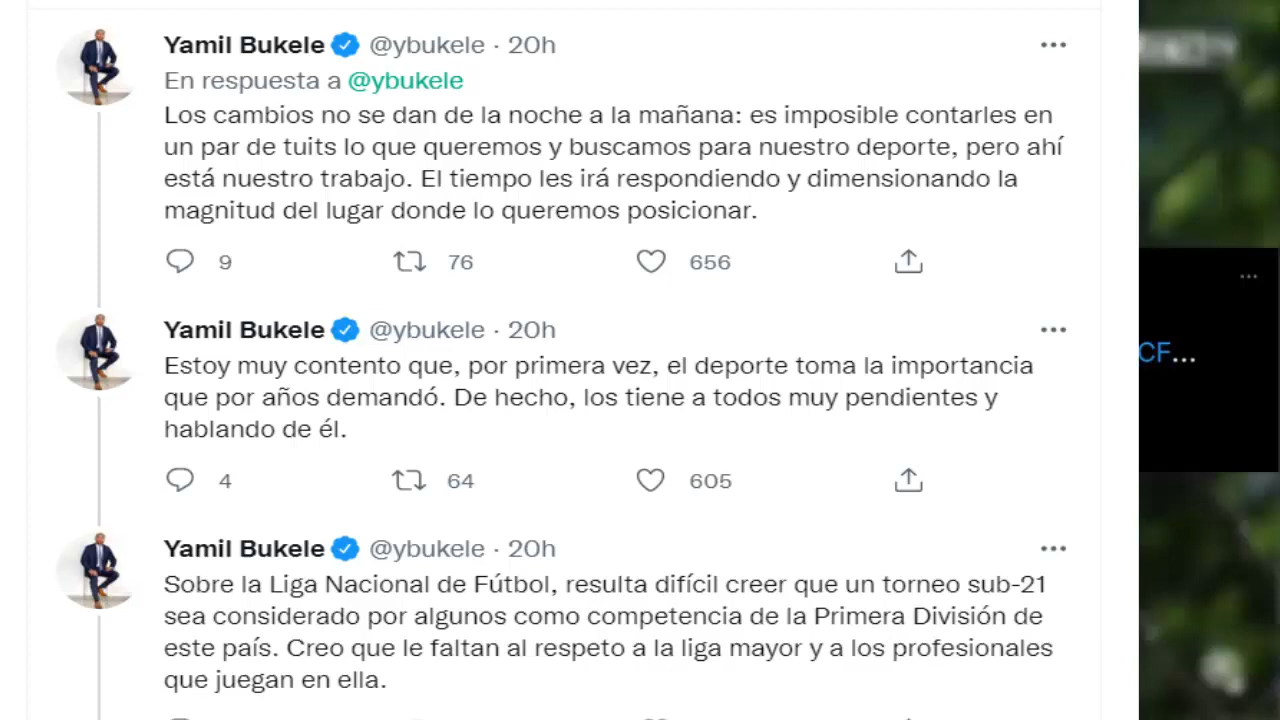 Yamil Bukele @ybukele · 20h
En respuesta a @ybukele
Los cambios no se dan de la noche a la mañana: es imposible contarles en
un par de tuits lo que queremos y buscamos para nuestro deporte, pero ahí
está nuestro trabajo. El tiempo les irá respondiendo y dimensionando la
magnitud del lugar donde lo queremos posicionar.
9 76 656
Yamil Bukele @ybukele · 20h
Estoy muy contento que, por primera vez, el deporte toma la importancia
que por años demandó. De hecho, los tiene a todos muy pendientes y
hablando de él.
4 64 605
Yamil Bukele @ybukele · 20h
Sobre la Liga Nacional de Fútbol, resulta difícil creer que un torneo sub-21
sea considerado por algunos como competencia de la Primera División de
este país. Creo que le faltan al respeto a la liga mayor y a los profesionales
que juegan en ella.
CF...